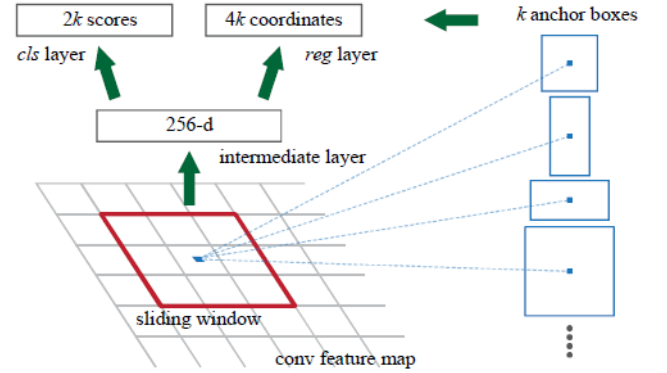 2k scores
4k coordinates
k anchor boxes
cls layer
reg layer
256-d
intermediate layer
sliding window
conv feature map